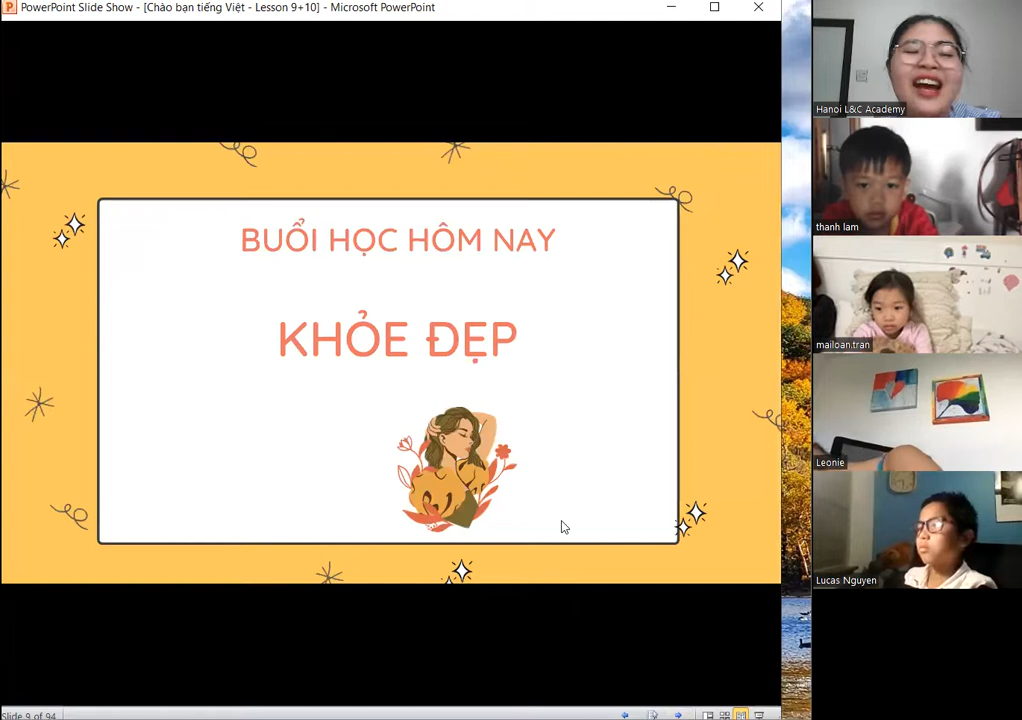 PowerPoint Slide Show - [Chào bạn tiếng Việt - Lesson 9+10] - Microsoft PowerPoint
BUỔI HỌC HÔM NAY
KHỎE ĐẸP
Slide 9 of 94
Hanoi L&C Academy
thanh lam
mailoan.tran
Leonie
Lucas Nguyen